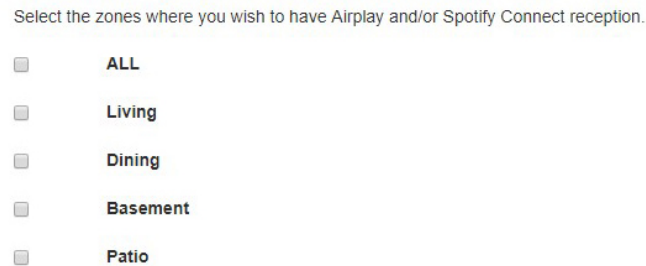 Select the zones where you wish to have Airplay and/or Spotify Connect reception.
ALL
Living
Dining
Basement
Patio